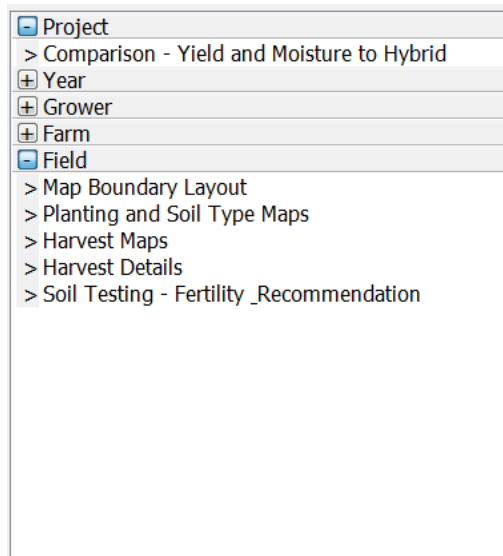 Project
> Comparison - Yield and Moisture to Hybrid
Year
Grower
Farm
Field
> Map Boundary Layout
> Planting and Soil Type Maps
> Harvest Maps
> Harvest Details
> Soil Testing - Fertility _Recommendation